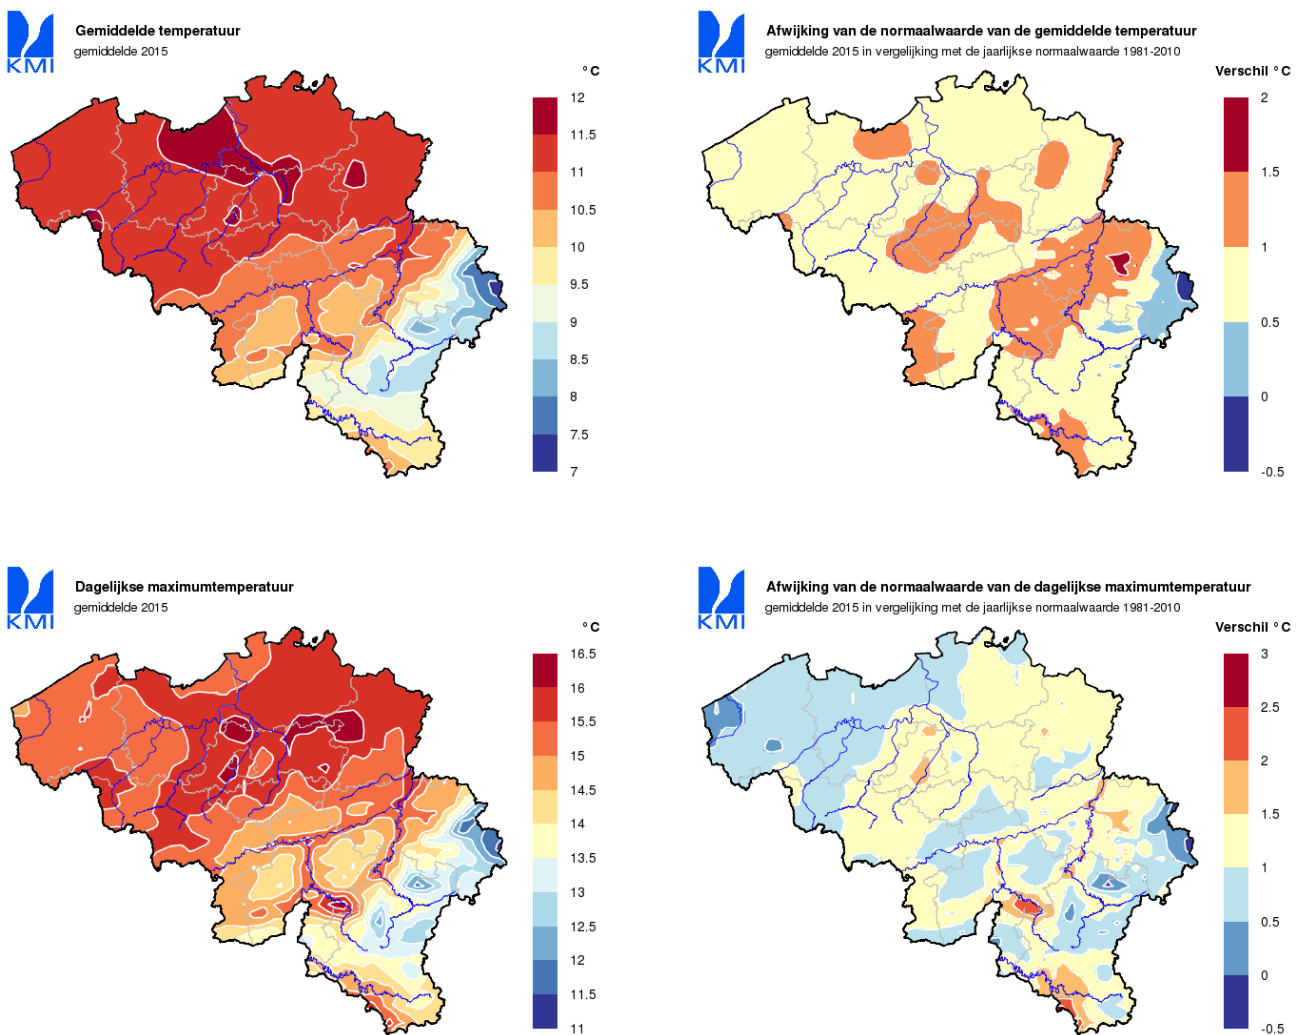 KMI
Gemiddelde temperatuur
gemiddelde 2015
°C
12
11.5
11
10.5
10
9.5
9
8.5
8
7.5
7
KMI
Afwijking van de normaalwaarde van de gemiddelde temperatuur
gemiddelde 2015 in vergelijking met de jaarlijkse normaalwaarde 1981-2010
Verschil °C
2
1.5
1
0.5
0
-0.5
KMI
Dagelijkse maximumtemperatuur
gemiddelde 2015
°C
16.5
16
15.5
15
14.5
14
13.5
13
12.5
12
11.5
11
KMI
Afwijking van de normaalwaarde van de dagelijkse maximumtemperatuur
gemiddelde 2015 in vergelijking met de jaarlijkse normaalwaarde 1981-2010
Verschil °C
3
2.5
2
1.5
1
0.5
0
-0.5